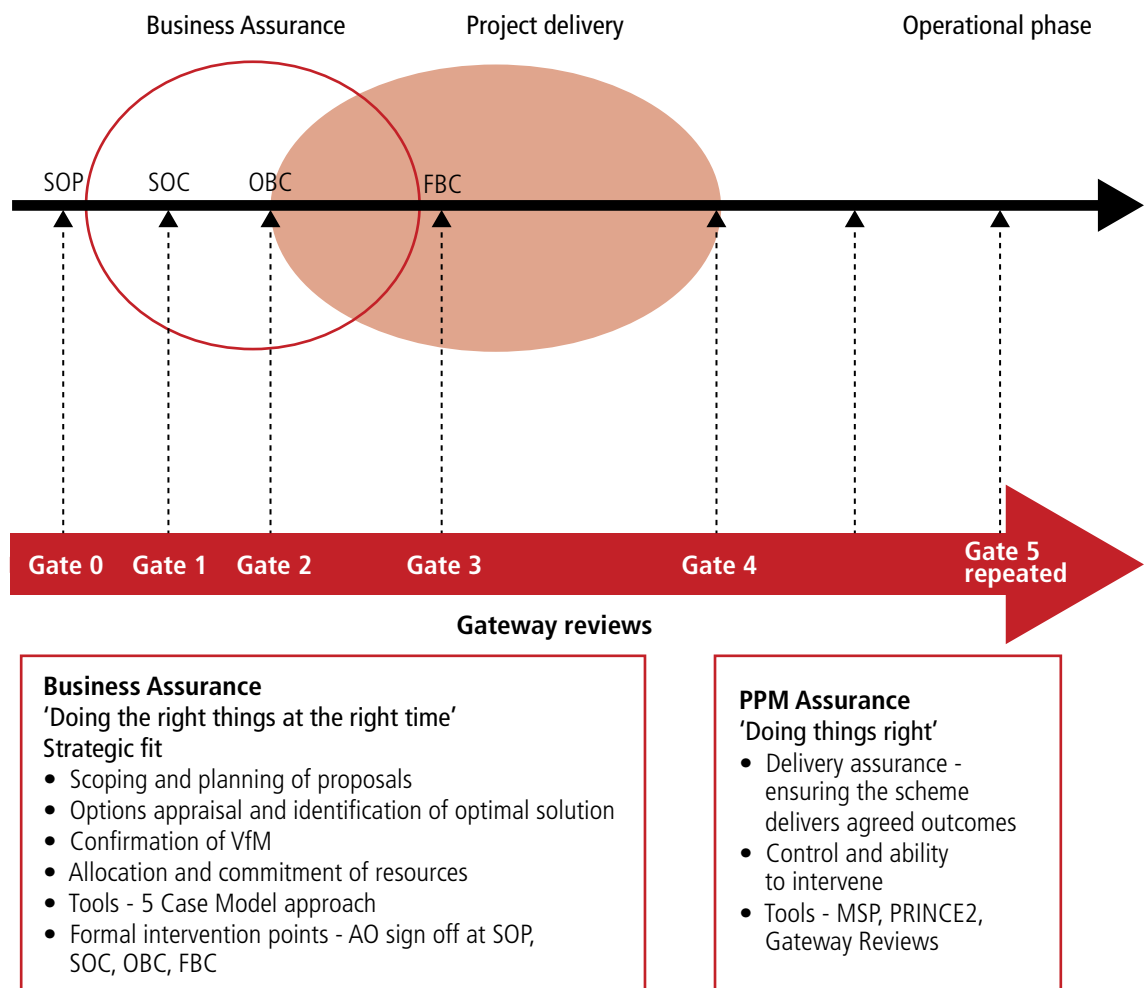 Business Assurance
Project delivery
Operational phase
SOP
SOC
OBC
FBC
Gate 0
Gate 1
Gate 2
Gate 3
Gate 4
Gate 5
repeated
Gateway reviews
Business Assurance
‘Doing the right things at the right time’
Strategic fit
• Scoping and planning of proposals
• Options appraisal and identification of optimal solution
• Confirmation of VfM
• Allocation and commitment of resources
• Tools - 5 Case Model approach
• Formal intervention points - AO sign off at SOP,
SOC, OBC, FBC
PPM Assurance
‘Doing things right’
• Delivery assurance -
ensuring the scheme
delivers agreed outcomes
• Control and ability
to intervene
• Tools - MSP, PRINCE2,
Gateway Reviews